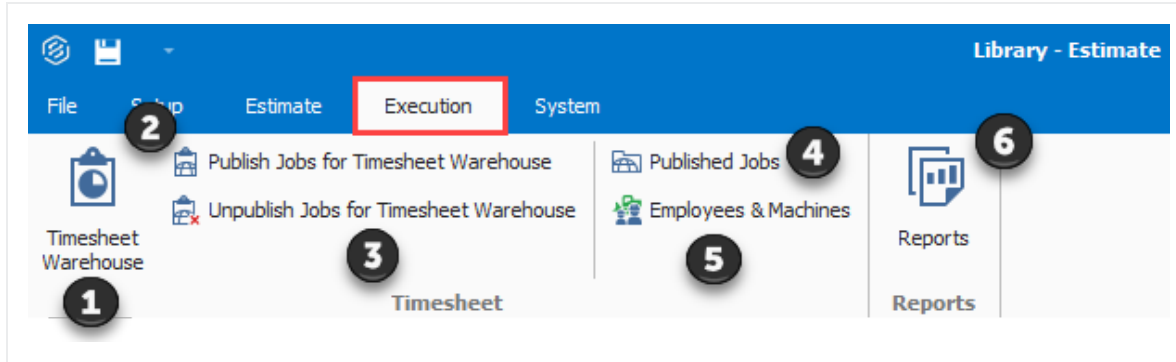 Library - Estimate
File Setup Estimate Execution System
2 4 6
Publish Jobs for Timesheet Warehouse Published Jobs
Unpublish Jobs for Timesheet Warehouse Employees & Machines
Timesheet
Warehouse
Reports
3 5
1
Timesheet Reports